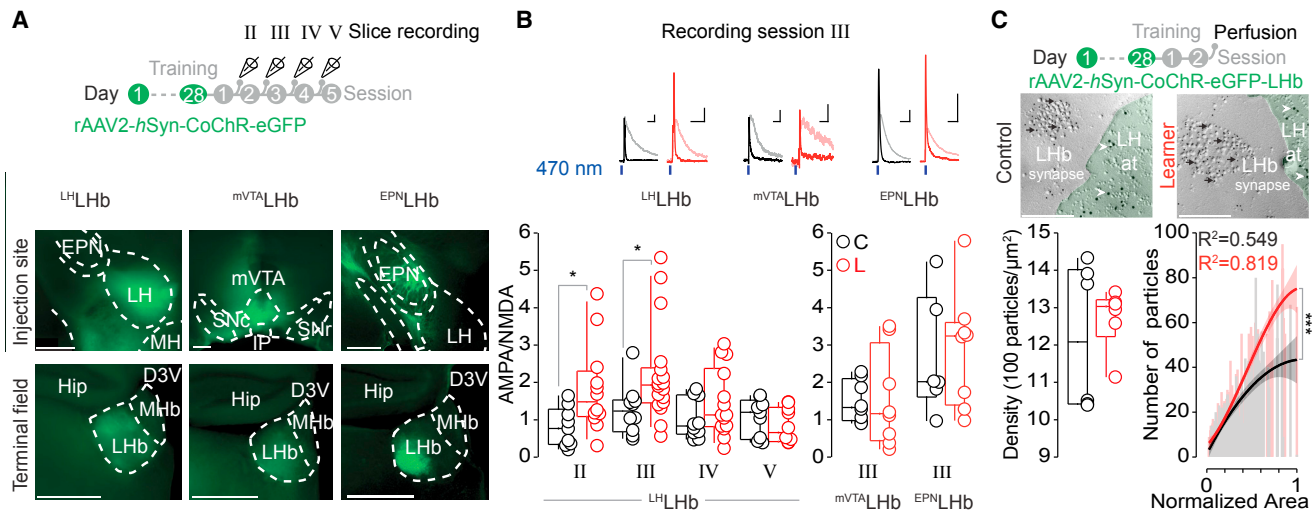 A
II III IV V Slice recording
Training
Day 1 28 1 2 3 4 5 Session
rAAV2-hSyn-CoChR-eGFP
LHLHb mVTALHb EPNLHb
Injection site
EPN LH MH
mVTA SNc SNr IP
EPN LH
Terminal field
Hip D3V MHb LHb
Hip D3V MHb LHb
Hip D3V MHb LHb
B
Recording session III
470 nm
LHLHb mVTALHb EPNLHb
AMPA/NMDA
6
5
4
3
2
1
0
* *
II III IV V
LHLHb
6
5
4
3
2
1
0
C
L
III III
mVTALHb EPNLHb
C
Training Perfusion
Day 1 28 1 2 Session
rAAV2-hSyn-CoChR-eGFP-LHb
Control
LHb synapse
LH at
Learner
LHb synapse
LH at
Density (100 particles/µm²)
15
14
13
12
11
10
9
Number of particles
100
80
60
40
20
0
R²=0.549
R²=0.819
***
0 1
Normalized Area